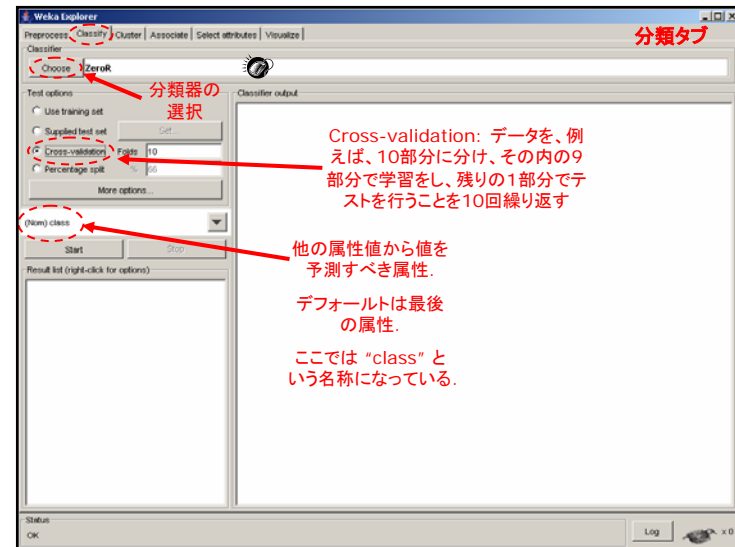 Weka Explorer
Preprocess Classify Cluster Associate Select attributes Visualize
分類タブ
Classifier
Choose ZeroR
分類器の
選択
Test options
Use training set
Supplied test set Set...
Cross-validation Folds 10
Percentage split % 66
More options...
(Nom) class
Start Stop
Result list (right-click for options)
Classifier output
Cross-validation: データを、例
えば、10部分に分け、その内の9
部分で学習をし、残りの1部分でテ
ストを行うことを10回繰り返す
他の属性値から値を
予測すべき属性.
デフォールトは最後
の属性.
ここでは “class” と
いう名称になっている.
Status
OK
Log x 0